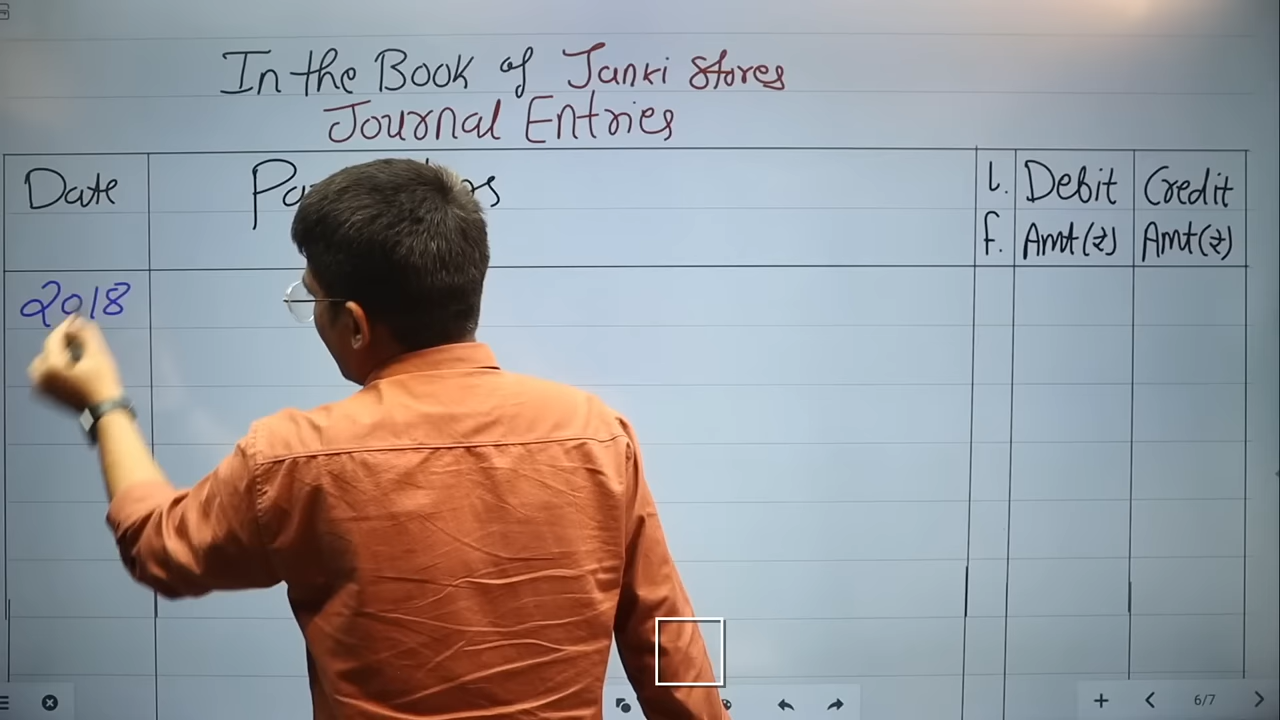 In the Book of Janki Stores
Journal Entries
Date
L. Debit Credit
F. Amt(₹) Amt(₹)
2018
6/7